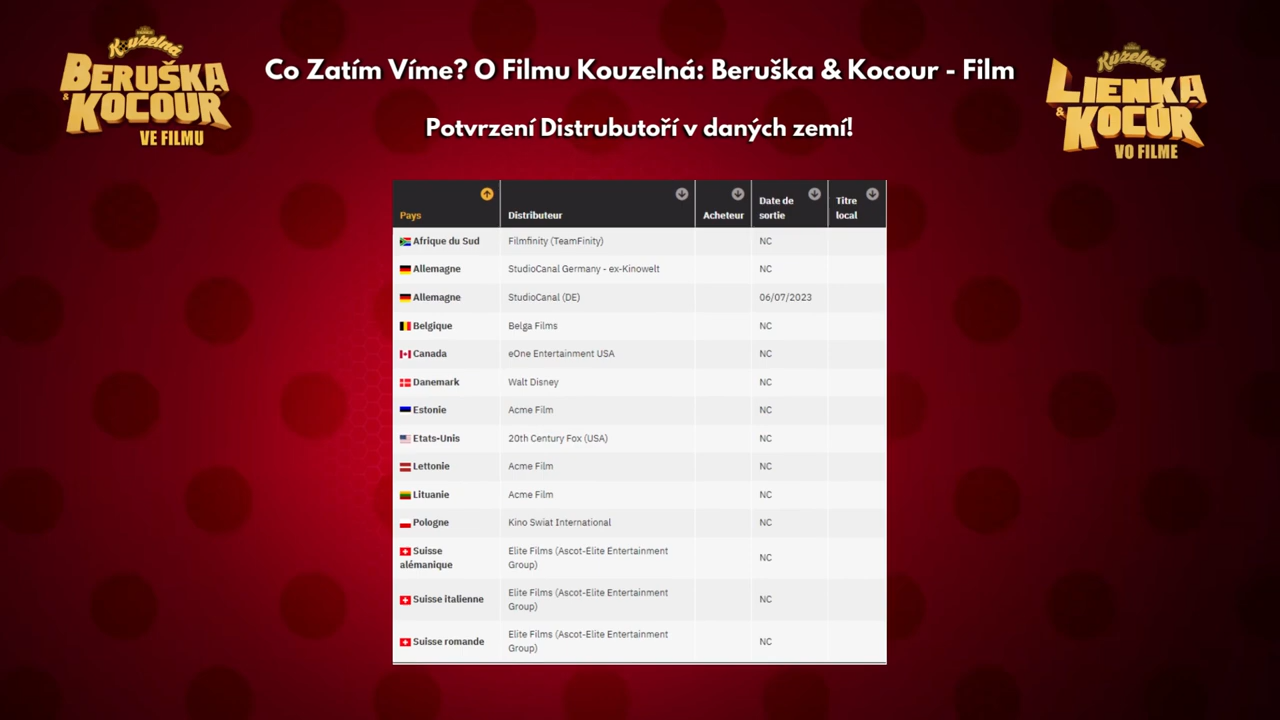 Kouzelná
BERUŠKA
& KOCOUR
VE FILMU
Co Zatím Víme? O Filmu Kouzelná: Beruška & Kocour - Film
Potvrzení Distrubutoří v daných zemí!
Kúzelná
LIENKA
& KOCÚR
VO FILME
Pays Distributeur Acheteur Date de sortie Titre local
Afrique du Sud Filmfinity (TeamFinity) NC
Allemagne StudioCanal Germany - ex-Kinowelt NC
Allemagne StudioCanal (DE) 06/07/2023
Belgique Belga Films NC
Canada eOne Entertainment USA NC
Danemark Walt Disney NC
Estonie Acme Film NC
Etats-Unis 20th Century Fox (USA) NC
Lettonie Acme Film NC
Lituanie Acme Film NC
Pologne Kino Swiat International NC
Suisse alémanique Elite Films (Ascot-Elite Entertainment Group) NC
Suisse italienne Elite Films (Ascot-Elite Entertainment Group) NC
Suisse romande Elite Films (Ascot-Elite Entertainment Group) NC